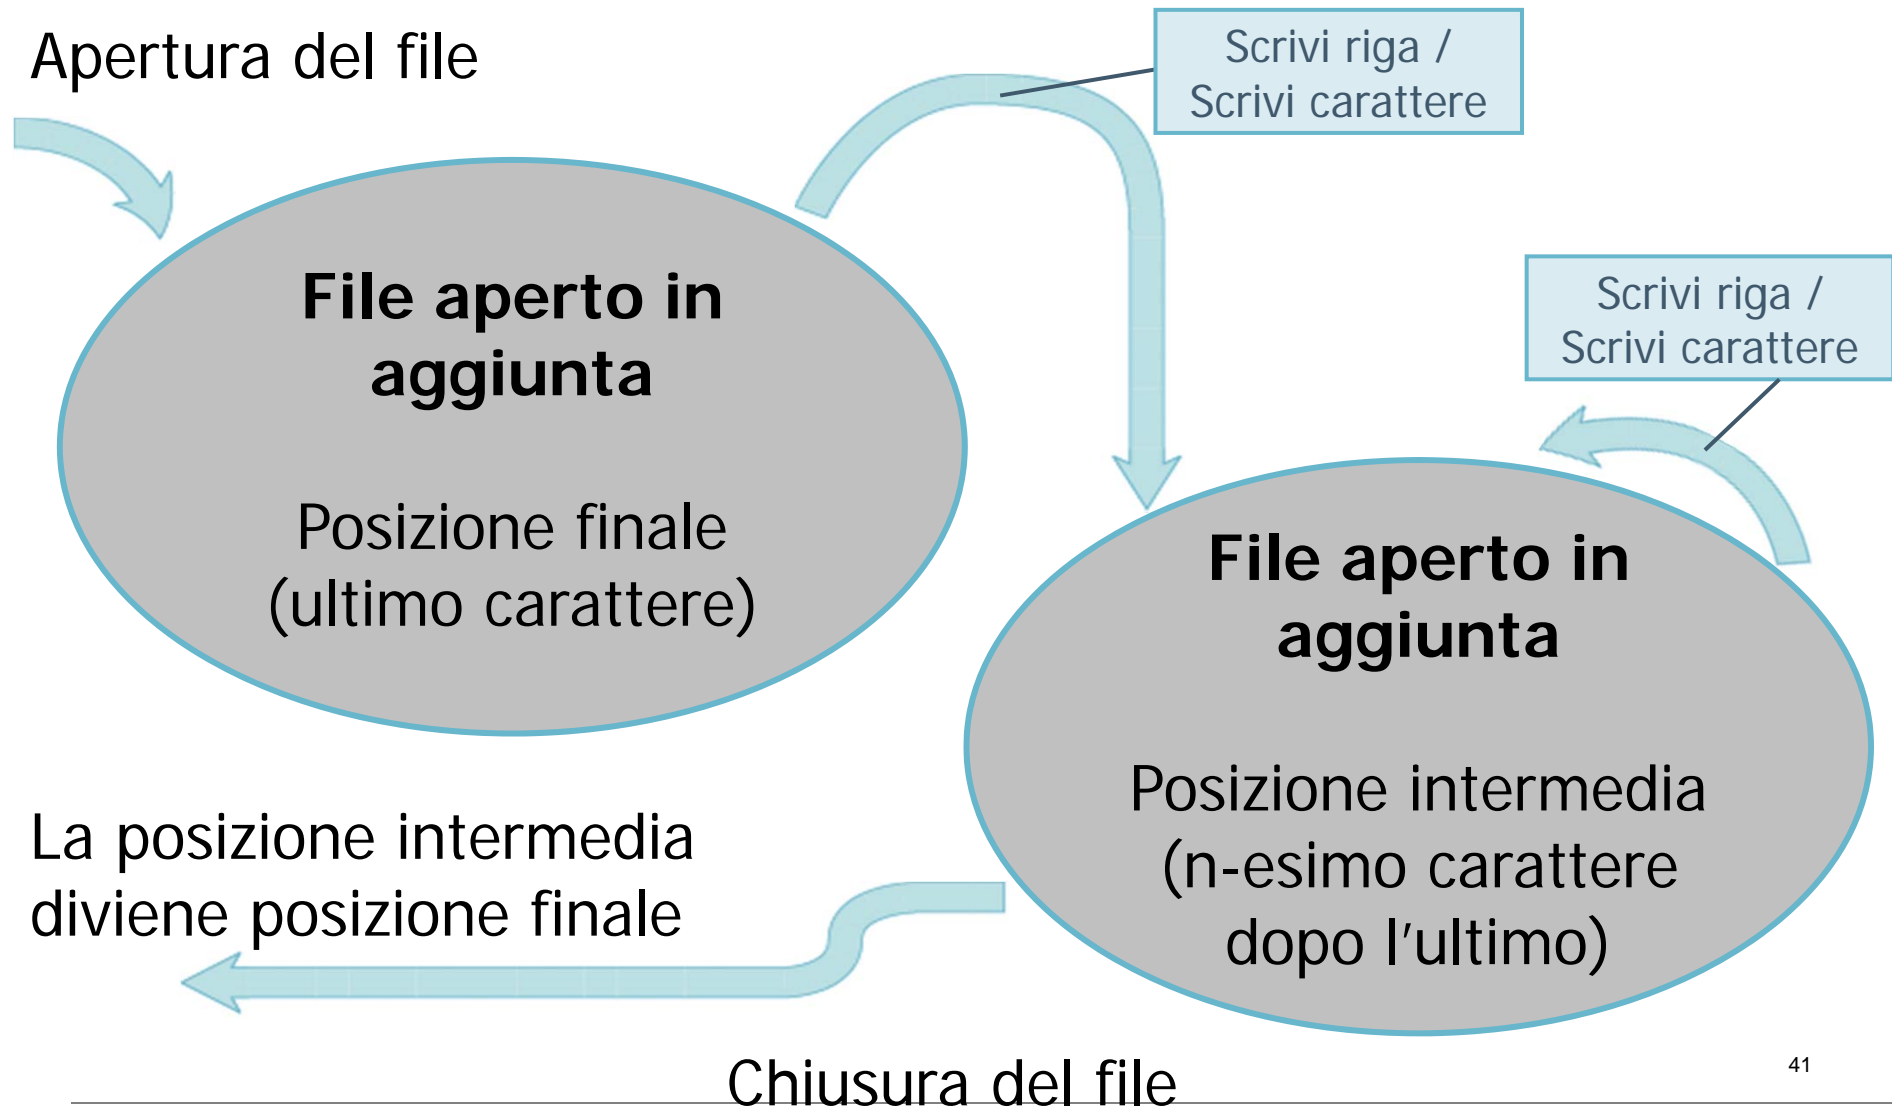 Apertura del file
Scrivi riga /
Scrivi carattere
File aperto in
aggiunta
Posizione finale
(ultimo carattere)
Scrivi riga /
Scrivi carattere
File aperto in
aggiunta
Posizione intermedia
(n-esimo carattere
dopo l’ultimo)
La posizione intermedia
diviene posizione finale
Chiusura del file
41